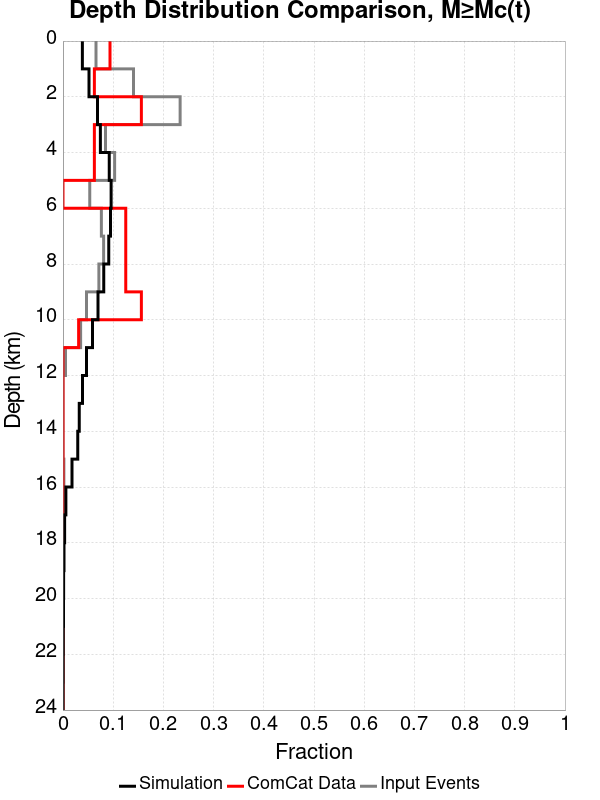 Depth Distribution Comparison, M≥Mc(t)
0
2
4
6
8
10
12
14
16
18
20
22
24
Depth (km)
0 0.1 0.2 0.3 0.4 0.5 0.6 0.7 0.8 0.9 1
Fraction
Simulation ComCat Data Input Events